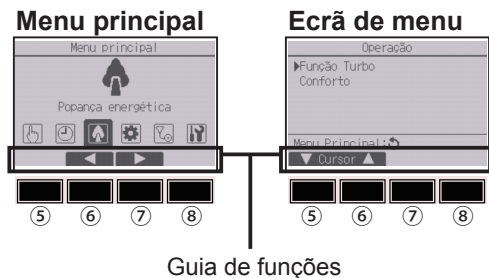 Menu principal
Menu principal
Popança energética
⑤ ⑥ ⑦ ⑧
Ecrã de menu
Operação
▶Função Turbo
Conforto
Menu Principal:
▼ Cursor ▲
⑤ ⑥ ⑦ ⑧
Guia de funções